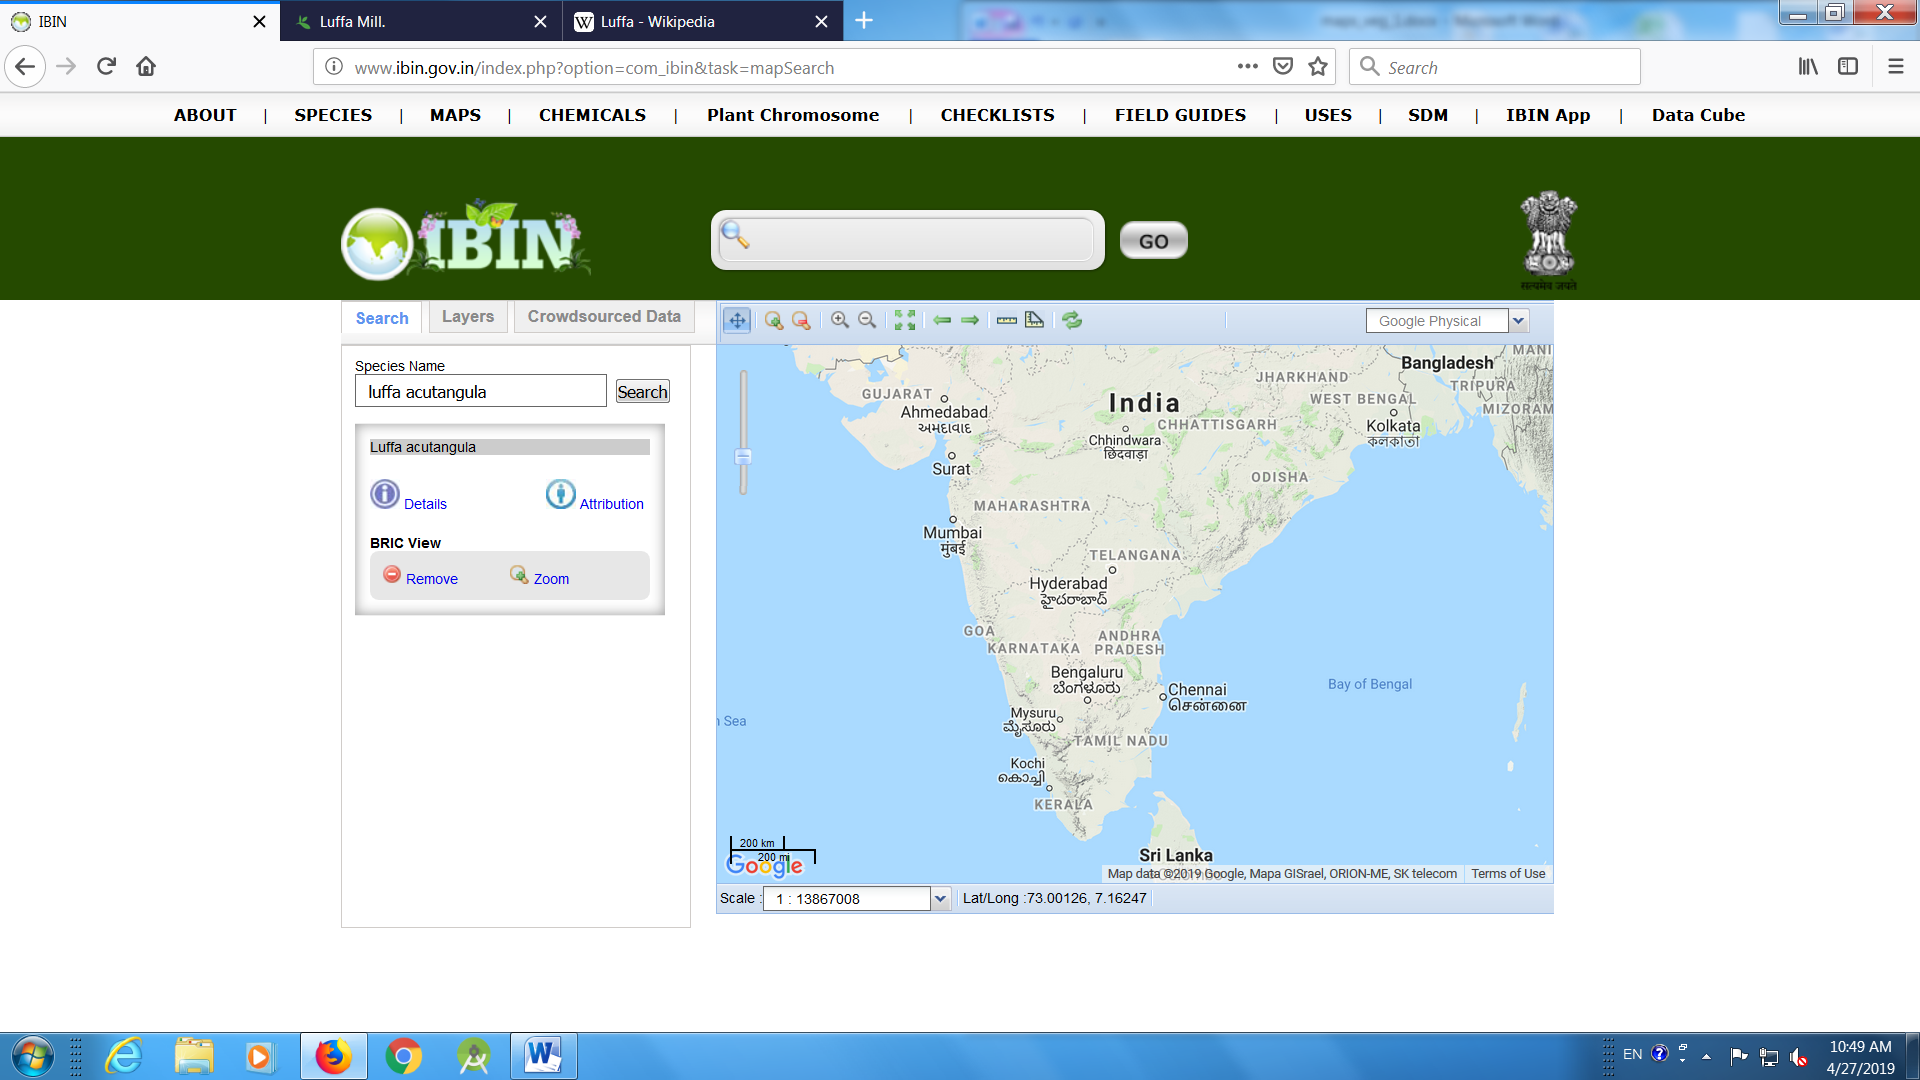 IBIN
Luffa Mill.
Luffa - Wikipedia
www.ibin.gov.in/index.php?option=com_ibin&task=mapSearch
Search
ABOUT | SPECIES | MAPS | CHEMICALS | Plant Chromosome | CHECKLISTS | FIELD GUIDES | USES | SDM | IBIN App | Data Cube
IBIN
GO
सत्यमेव जयते
Search
Layers
Crowdsourced Data
Google Physical
Species Name
luffa acutangula
Search
Luffa acutangula
Details
Attribution
BRIC View
Remove
Zoom
Bangladesh
MANI
JHARKHAND
TRIPURA
GUJARAT
India
WEST BENGAL
MIZORAM
Ahmedabad
અમદાવાદ
CHHATTISGARH
Kolkata
কলকাতা
Chhindwara
छिंदवाड़ा
Surat
ODISHA
MAHARASHTRA
Mumbai
मुंबई
TELANGANA
Hyderabad
హైదరాబాద్
GOA
KARNATAKA
ANDHRA
PRADESH
Bengaluru
ಬೆಂಗಳೂರು
Chennai
சென்னை
Bay of Bengal
Mysuru
ಮೈಸೂರು
n Sea
TAMIL NADU
Kochi
കൊച്ചി
KERALA
Sri Lanka
200 km
200 mi
Google
Map data ©2019 Google, Mapa GISrael, ORION-ME, SK telecom
Terms of Use
Scale : 1 : 13867008
Lat/Long :73.00126, 7.16247
EN
10:49 AM
4/27/2019